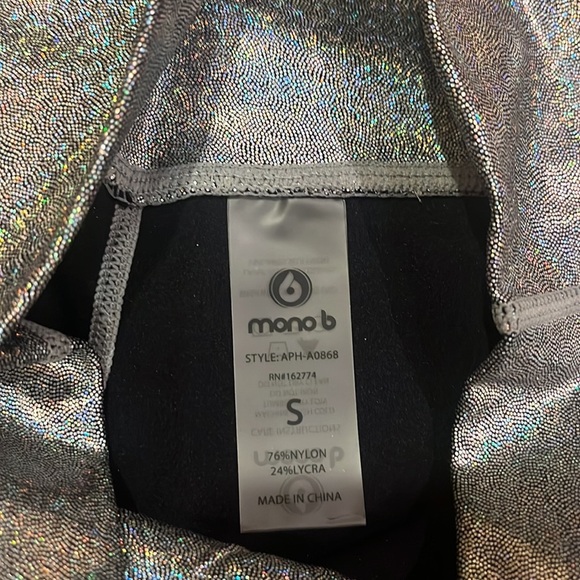 mono b
STYLE: APH-A0868
RN#162774
S
76%NYLON
24%LYCRA
MADE IN CHINA